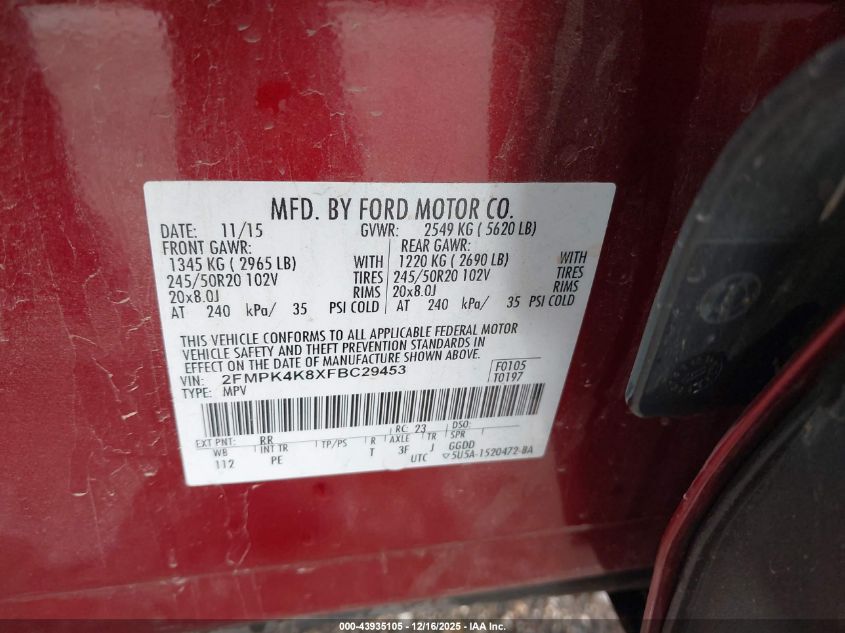 MFD. BY FORD MOTOR CO.
DATE: 11/15 GVWR: 2549 KG ( 5620 LB)
FRONT GAWR: REAR GAWR:
1345 KG ( 2965 LB) WITH 1220 KG ( 2690 LB) WITH
245/50R20 102V TIRES 245/50R20 102V TIRES
20x8.0J RIMS 20x8.0J RIMS
AT 240 kPa/ 35 PSI COLD AT 240 kPa/ 35 PSI COLD
THIS VEHICLE CONFORMS TO ALL APPLICABLE FEDERAL MOTOR
VEHICLE SAFETY AND THEFT PREVENTION STANDARDS IN
EFFECT ON THE DATE OF MANUFACTURE SHOWN ABOVE.
VIN: 2FMPK4K8XFBC29453 F0105
TYPE: MPV T0197
EXT PNT: RR RC: 23 DSO:
WB INT TR TP/PS R AXLE TR SPR
112 PE T 3F J GGDD
UTC ▽5U5A-1520472-BA
000-43935105 - 12/16/2025 - IAA Inc.